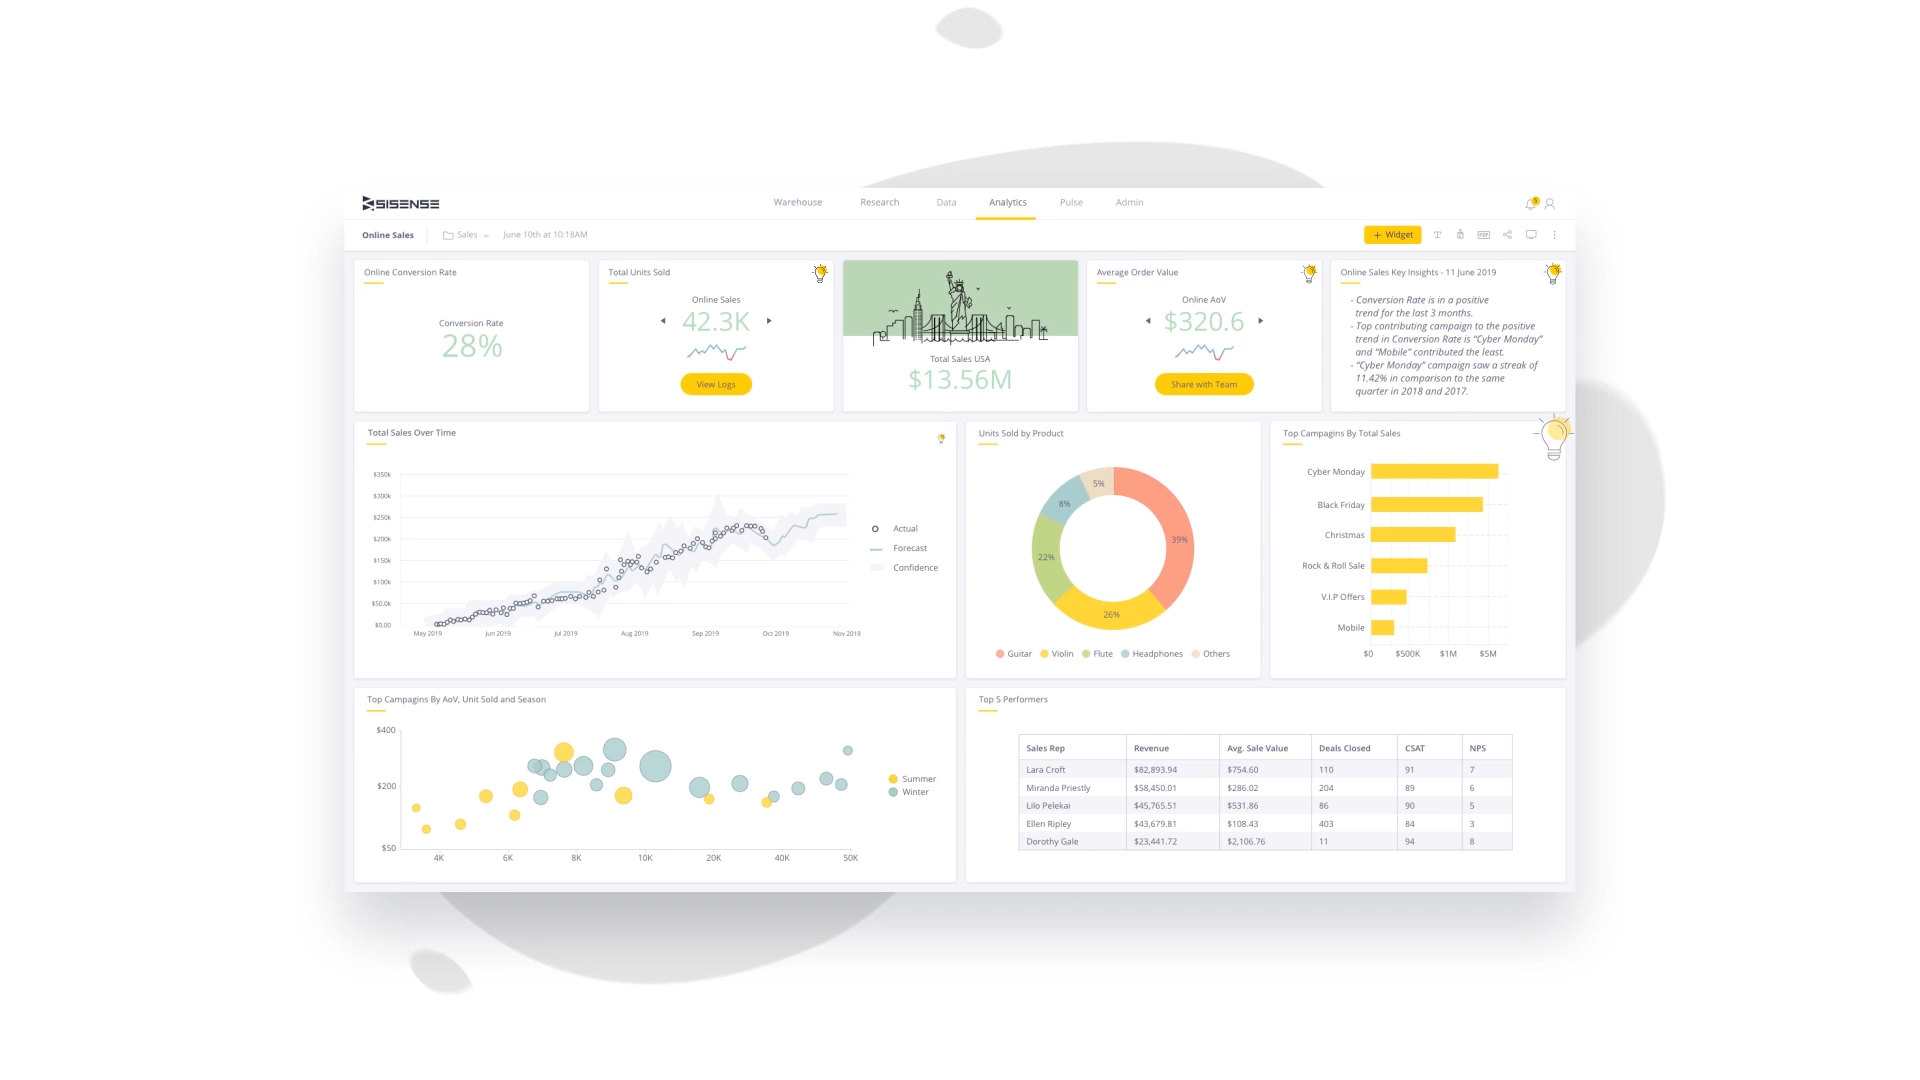 SISENSE
Warehouse
Research
Data
Analytics
Pulse
Admin
5
Online Sales
Sales
June 10th at 10:18AM
+ Widget
T
PDF
Online Conversion Rate
Conversion Rate
28%
Total Units Sold
Online Sales
42.3K
View Logs
Total Sales USA
$13.56M
Average Order Value
Online AoV
$320.6
Share with Team
Online Sales Key Insights - 11 June 2019
- Conversion Rate is in a positive
trend for the last 3 months.
- Top contributing campaign to the positive
trend in Conversion Rate is “Cyber Monday”
and “Mobile” contributed the least.
- “Cyber Monday” campaign saw a streak of
11.42% in comparison to the same
quarter in 2018 and 2017.
Total Sales Over Time
$350k
$300k
$250k
$200k
$150k
$100k
$50.0k
$0.00
May 2019
Jun 2019
Jul 2019
Aug 2019
Sep 2019
Oct 2019
Nov 2019
Actual
Forecast
Confidence
Units Sold by Product
5%
8%
39%
22%
26%
Guitar
Violin
Flute
Headphones
Others
Top Campagins By Total Sales
Cyber Monday
Black Friday
Christmas
Rock & Roll Sale
V.I.P Offers
Mobile
$0
$500K
$1M
$5M
Top Campagins By AoV, Unit Sold and Season
$400
$200
$50
4K
6K
8K
10K
20K
40K
50K
Summer
Winter
Top 5 Performers
Sales Rep Revenue Avg. Sale Value Deals Closed CSAT NPS
Lara Croft $82,893.94 $754.60 110 91 7
Miranda Priestly $58,450.01 $286.02 204 89 6
Lilo Pelekai $45,765.51 $531.86 86 90 5
Ellen Ripley $43,679.81 $108.43 403 84 3
Dorothy Gale $23,441.72 $2,106.76 11 94 8